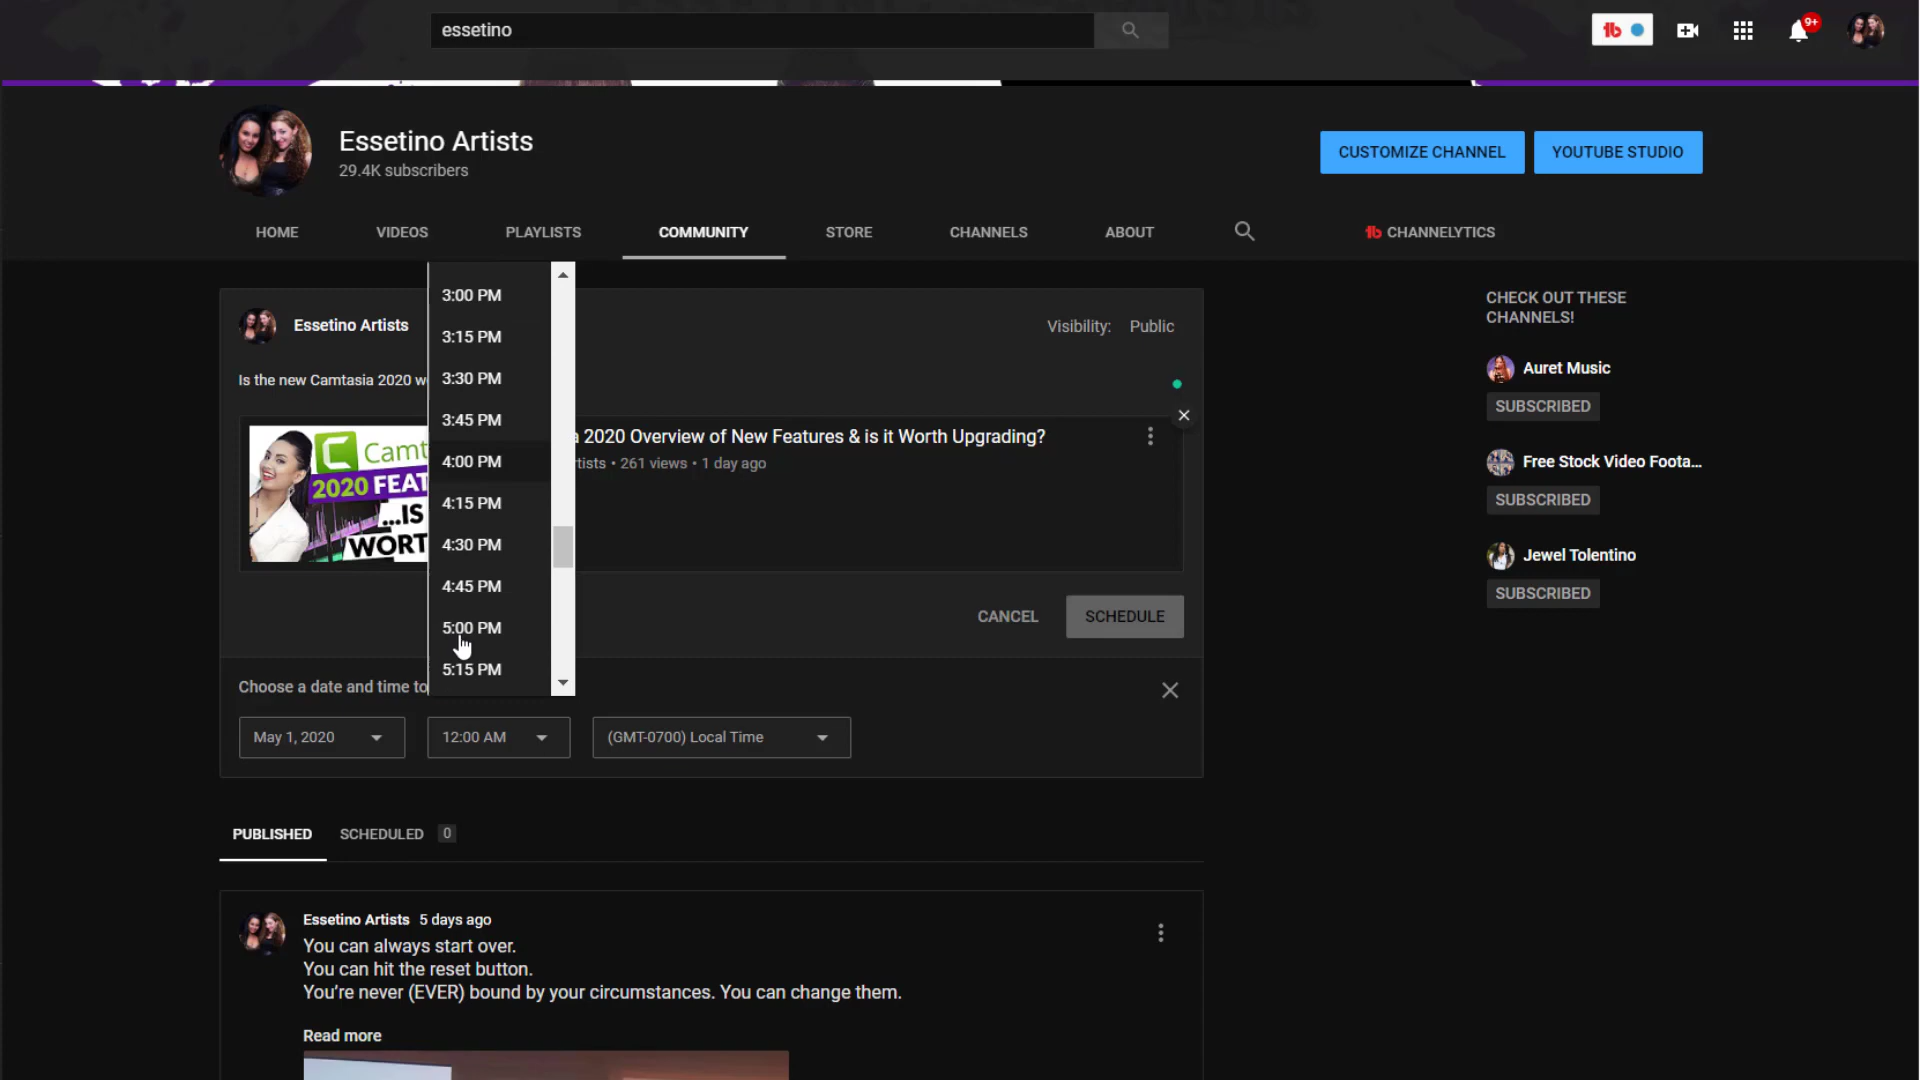 essetino
9+
Essetino Artists
29.4K subscribers
CUSTOMIZE CHANNEL
YOUTUBE STUDIO
HOME
VIDEOS
PLAYLISTS
COMMUNITY
STORE
CHANNELS
ABOUT
CHANNELYTICS
3:00 PM
3:15 PM
3:30 PM
3:45 PM
4:00 PM
4:15 PM
4:30 PM
4:45 PM
5:00 PM
5:15 PM
Essetino Artists
Visibility: Public
Is the new Camtasia 2020 w
Camt
2020 FEAT
...IS
WORT
a 2020 Overview of New Features & is it Worth Upgrading?
tists • 261 views • 1 day ago
CANCEL
SCHEDULE
Choose a date and time to
May 1, 2020
12:00 AM
(GMT-0700) Local Time
CHECK OUT THESE
CHANNELS!
Auret Music
SUBSCRIBED
Free Stock Video Foota...
SUBSCRIBED
Jewel Tolentino
SUBSCRIBED
PUBLISHED
SCHEDULED 0
Essetino Artists 5 days ago
You can always start over.
You can hit the reset button.
You're never (EVER) bound by your circumstances. You can change them.
Read more